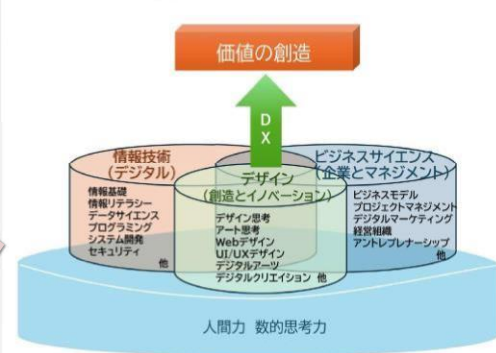 価値の創造
DX
情報技術
(デジタル)
情報基礎
情報リテラシー
データサイエンス
プログラミング
システム開発
セキュリティ
他
デザイン
(創造とイノベーション)
デザイン思考
アート思考
Webデザイン
UI/UXデザイン
デジタルアーツ
デジタルクリエイション 他
ビジネスサイエンス
(企業とマネジメント)
ビジネスモデル
プロジェクトマネジメント
デジタルマーケティング
経営組織
アントレプレナーシップ
他
人間力 数的思考力